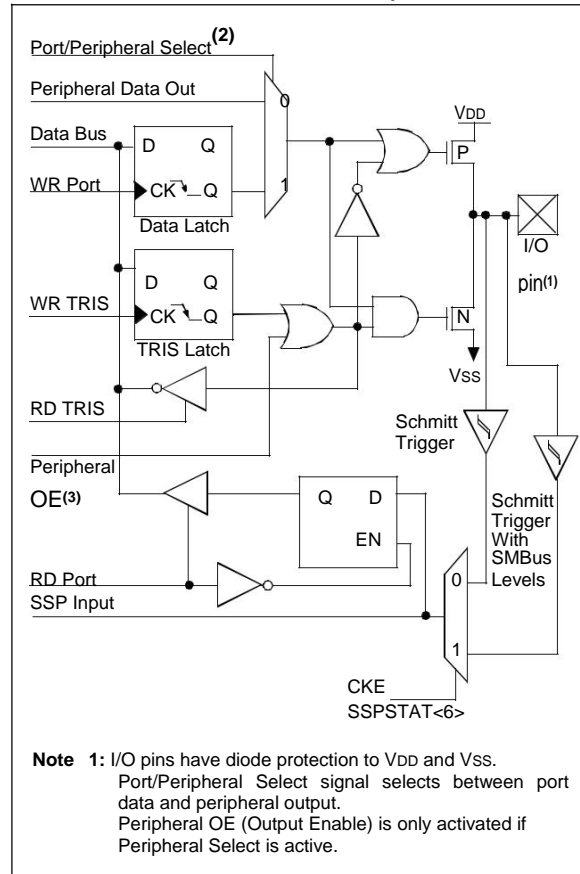 Port/Peripheral Select(2)
Peripheral Data Out
0
VDD
Data Bus
D Q
P
WR Port
CK Q
1
Data Latch
I/O
pin(1)
D Q
WR TRIS
CK Q
N
TRIS Latch
VSS
RD TRIS
Schmitt
Trigger
Peripheral
OE(3)
Q D
EN
Schmitt
Trigger
With
SMBus
Levels
RD Port
SSP Input
0
1
CKE
SSPSTAT<6>
Note 1: I/O pins have diode protection to VDD and VSS.
Port/Peripheral Select signal selects between port
data and peripheral output.
Peripheral OE (Output Enable) is only activated if
Peripheral Select is active.